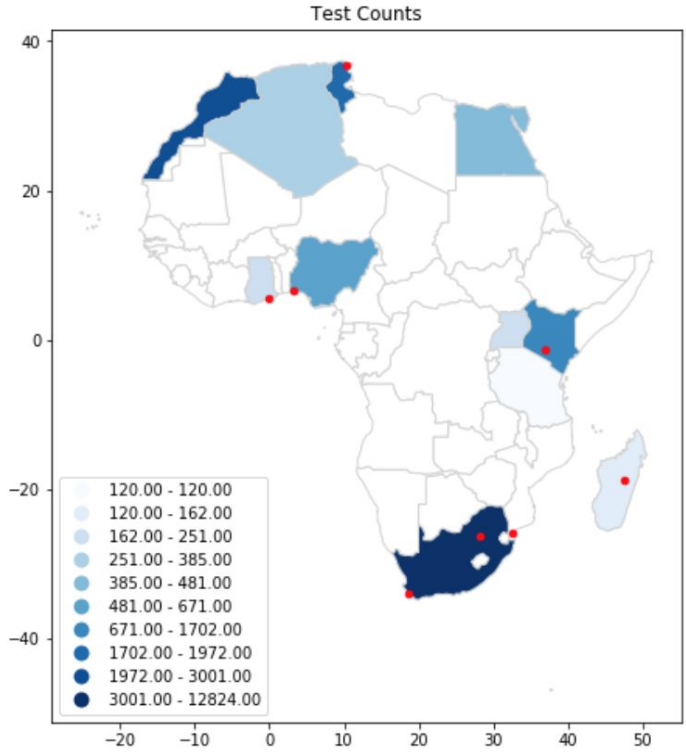 Test Counts
40
20
0
−20
−40
120.00 - 120.00
120.00 - 162.00
162.00 - 251.00
251.00 - 385.00
385.00 - 481.00
481.00 - 671.00
671.00 - 1702.00
1702.00 - 1972.00
1972.00 - 3001.00
3001.00 - 12824.00
−20 −10 0 10 20 30 40 50